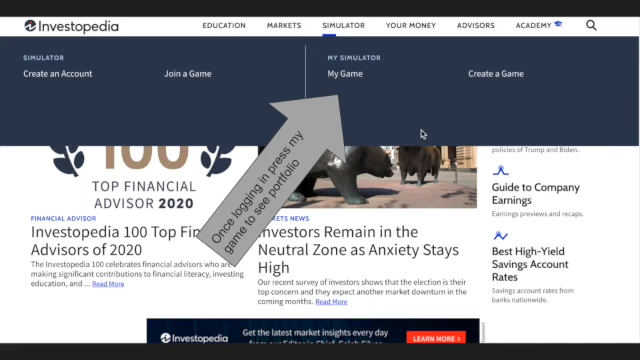 Investopedia
EDUCATION MARKETS SIMULATOR YOUR MONEY ADVISORS ACADEMY
SIMULATOR
Create an Account Join a Game
MY SIMULATOR
My Game Create a Game
Once logging in press my
game to see portfolio
100
TOP FINANCIAL
ADVISOR 2020
FINANCIAL ADVISOR
Investopedia 100 Top Fin
Advisors of 2020
The Investopedia 100 celebrates financial advisors who are
making significant contributions to financial literacy, investing
education, and ... Read More
NEWS
Investors Remain in the
Neutral Zone as Anxiety Stays
High
Our recent survey of investors shows that the election is their
top concern and they expect another market downturn in the
coming months. Read More
policies of Trump and Biden.
Guide to Company
Earnings
Earnings previews and recaps.
Best High-Yield
Savings Account
Rates
Savings account rates from
banks nationwide.
Investopedia
Get the latest market insights every day
from our Editor in Chief, Caleb Silver
LEARN MORE